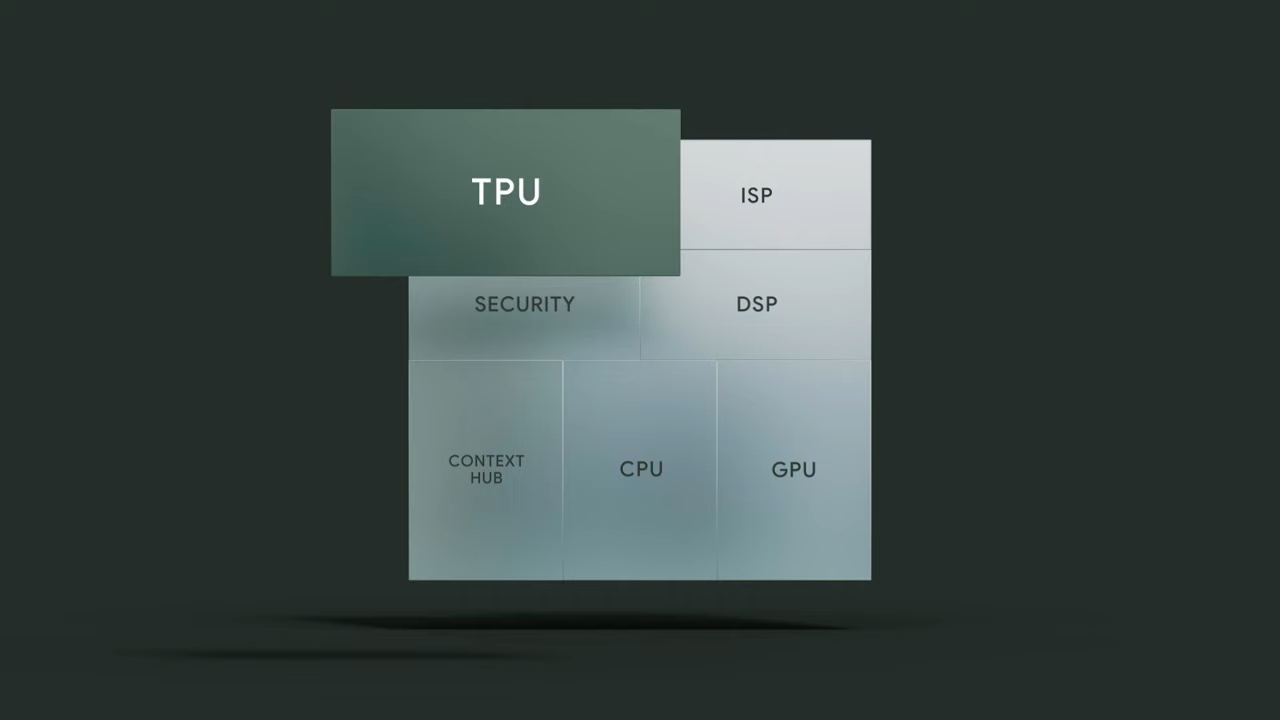 TPU
ISP
SECURITY
DSP
CONTEXT
HUB
CPU
GPU